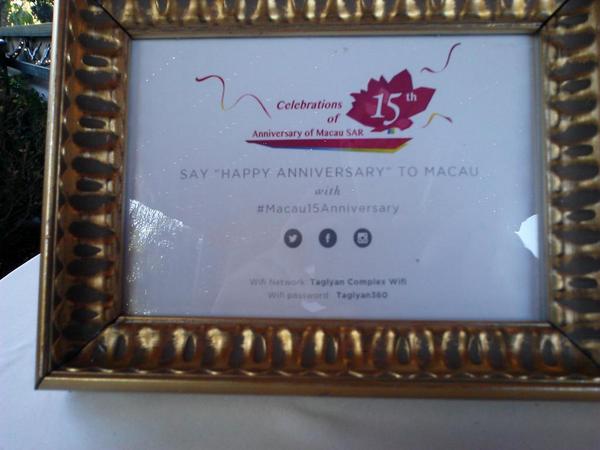 Celebrations
15th
of
Anniversary of Macau SAR
SAY "HAPPY ANNIVERSARY" TO MACAU
with
#Macau15Anniversary
Wifi Network: Taglyan Complex Wifi
Wifi password: Taglyan360